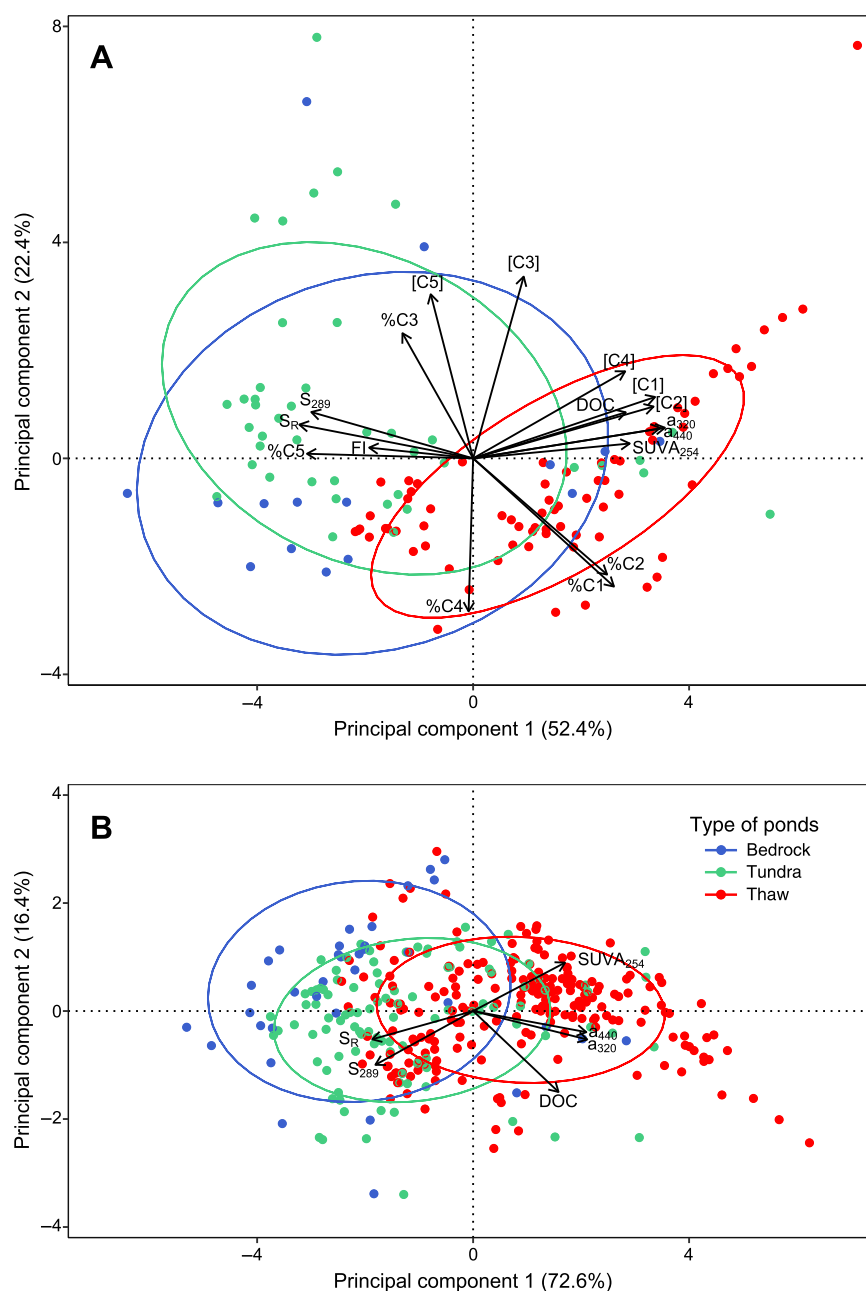 A
8
4
0
–4
Principal component 2 (22.4%)
[C3]
[C5]
%C3
[C4]
[C1]
[C2]
DOC
a320
a440
SUVA254
S289
SR
FI
%C5
%C2
%C1
%C4
–4
0
4
Principal component 1 (52.4%)
B
4
2
0
–2
–4
Principal component 2 (16.4%)
Type of ponds
Bedrock
Tundra
Thaw
SUVA254
SR
a440
a320
S289
DOC
–4
0
4
Principal component 1 (72.6%)